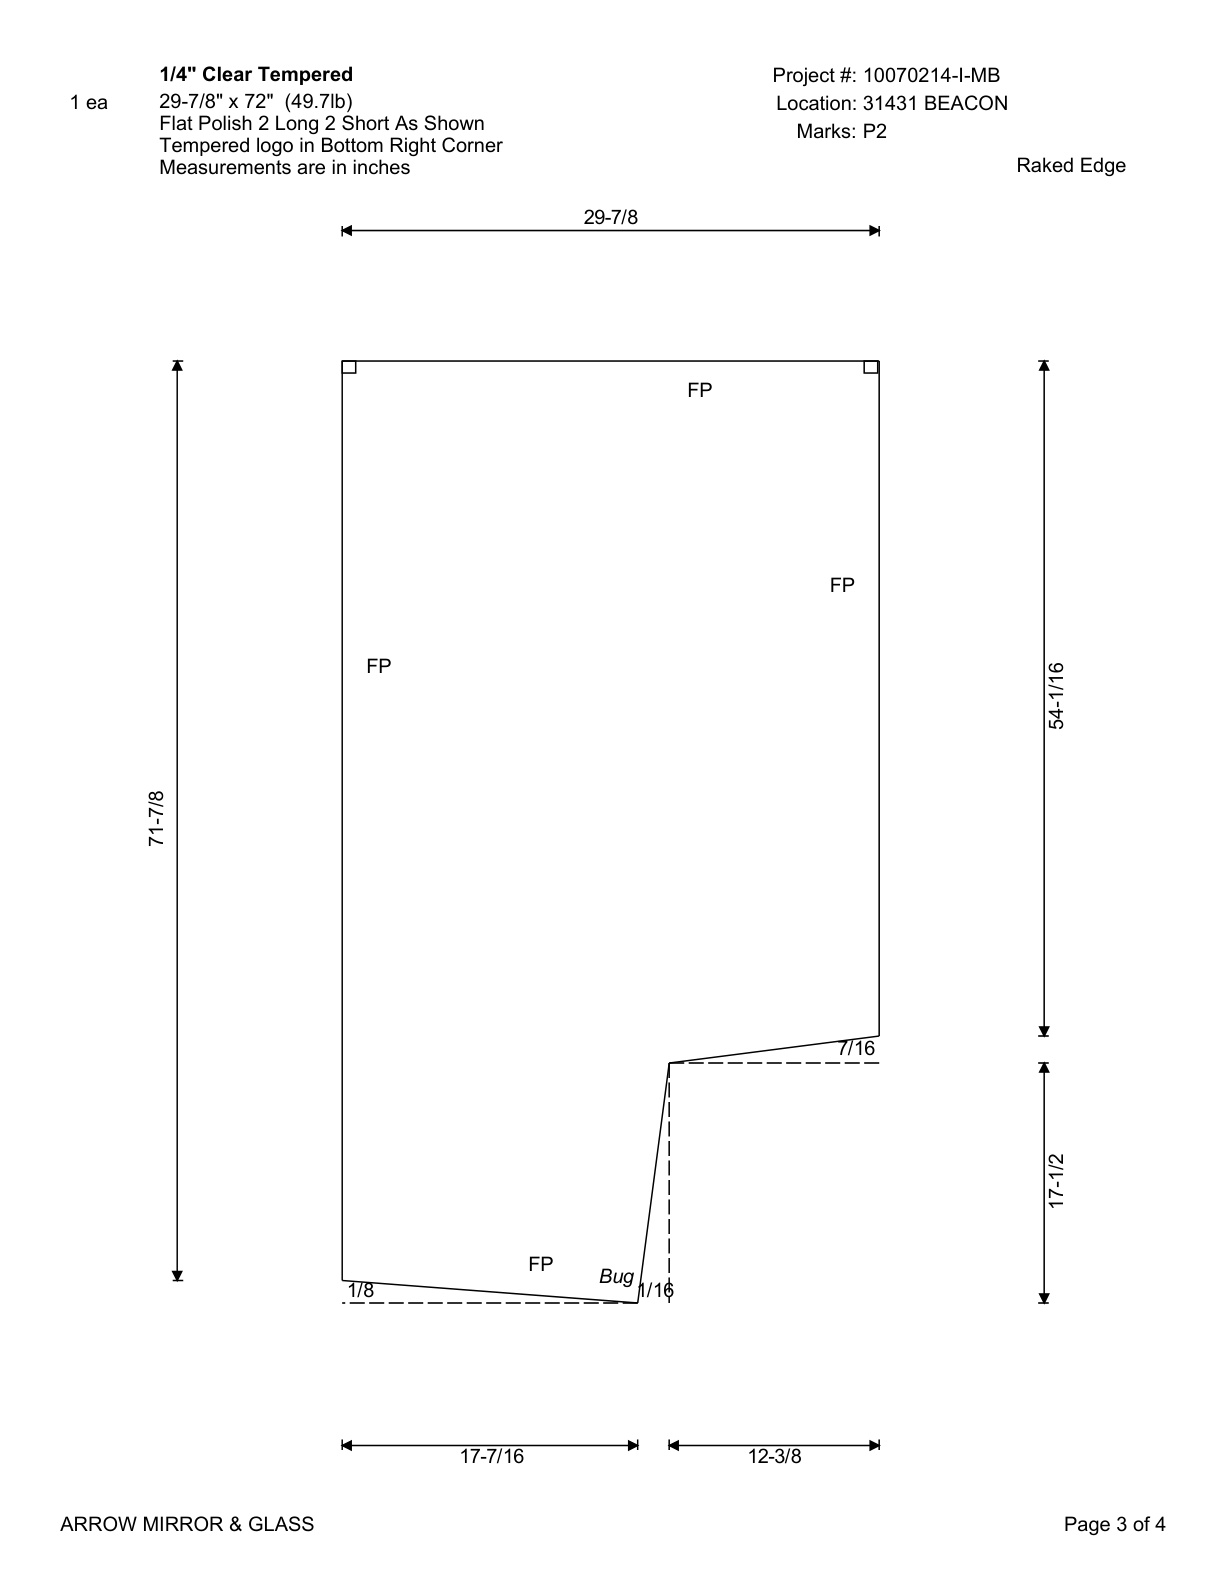 1/4" Clear Tempered
1 ea
29-7/8" x 72" (49.7lb)
Flat Polish 2 Long 2 Short As Shown
Tempered logo in Bottom Right Corner
Measurements are in inches
Project #: 10070214-I-MB
Location: 31431 BEACON
Marks: P2
Raked Edge
29-7/8
FP
FP
FP
54-1/16
71-7/8
7/16
17-1/2
FP
Bug
1/8
1/16
17-7/16
12-3/8
ARROW MIRROR & GLASS
Page 3 of 4